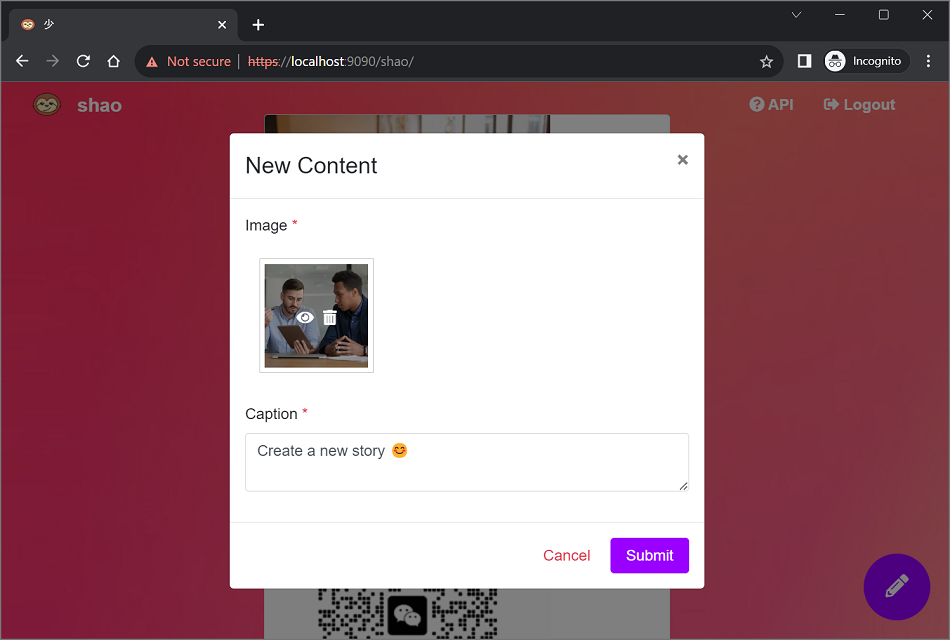 少
Not secure https://localhost:9090/shao/
Incognito
shao
API
Logout
New Content
×
Image *
Caption *
Create a new story 😊
Cancel
Submit